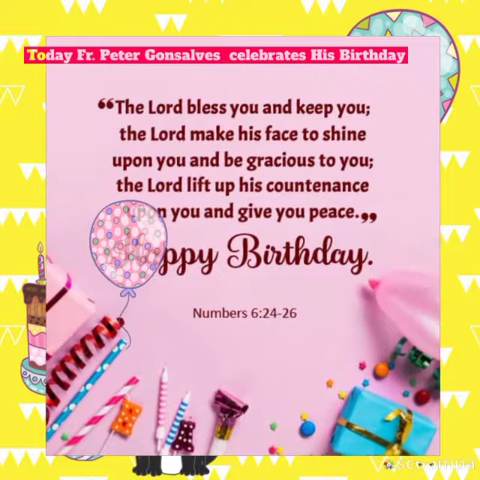 Today Fr. Peter Gonsalves celebrates His Birthday
“The Lord bless you and keep you;
the Lord make his face to shine
upon you and be gracious to you;
the Lord lift up his countenance
upon you and give you peace.„
Happy Birthday.
Numbers 6:24-26